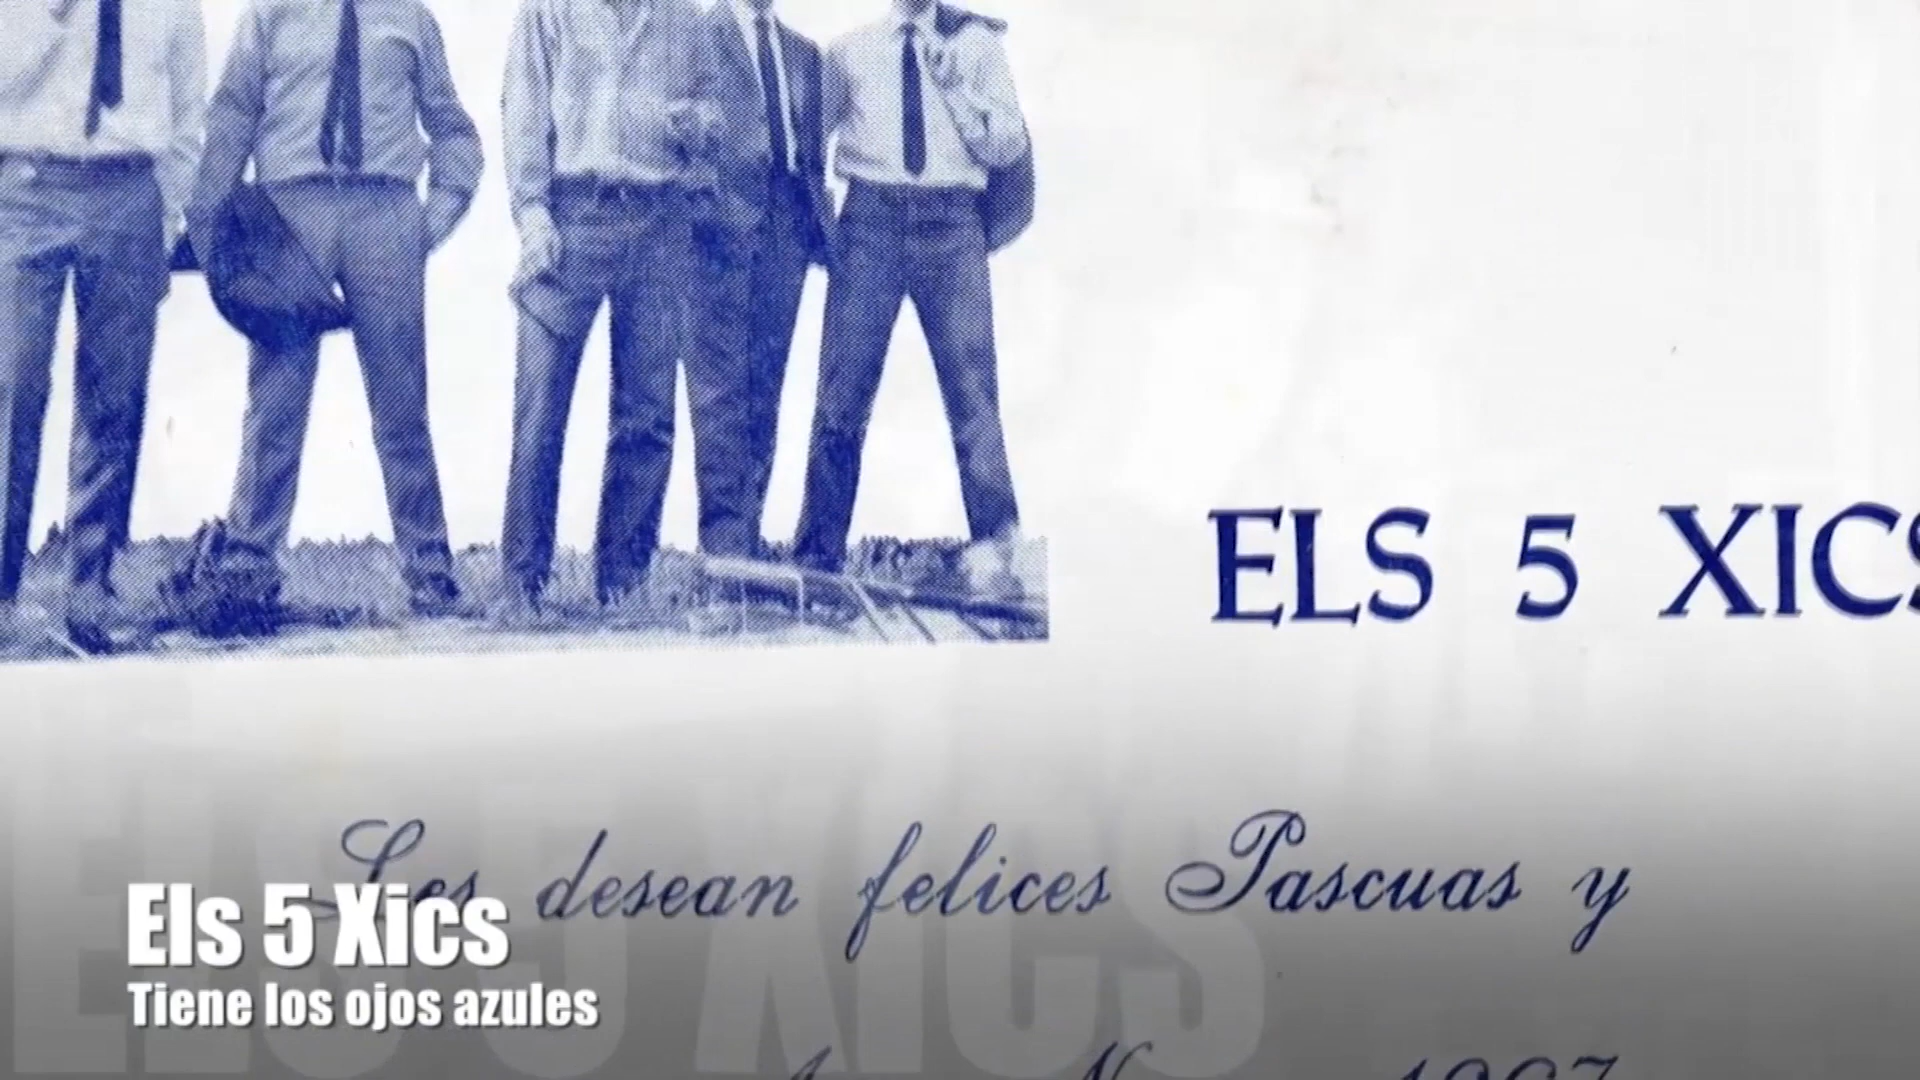 ELS 5 XICS
Les desean felices Pascuas y
Els 5 Xics
Tiene los ojos azules